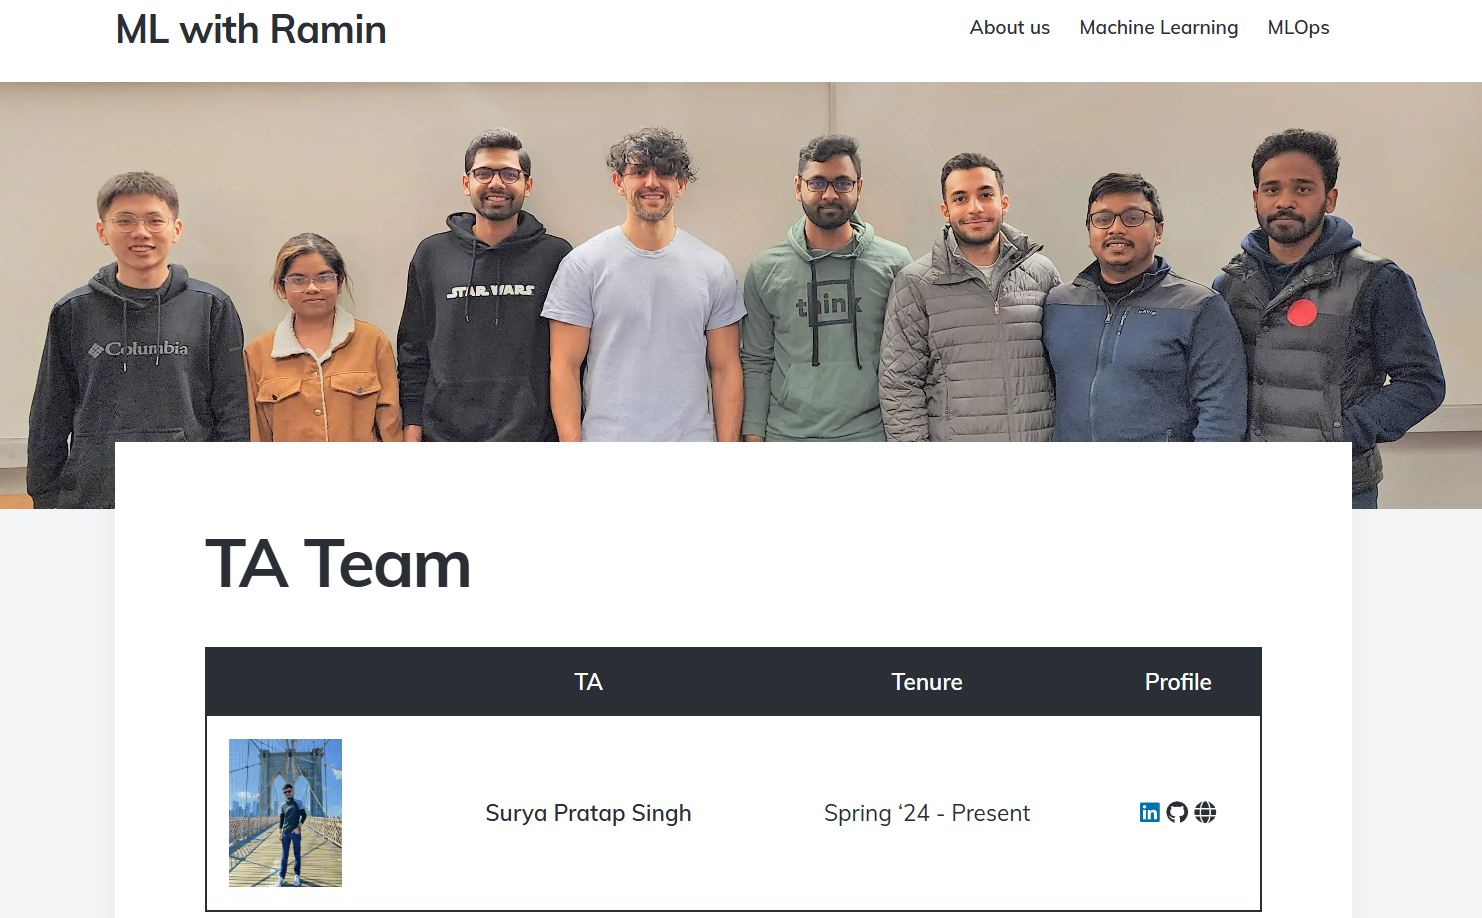 ML with Ramin
About us Machine Learning MLOps
Columbia
STAR WARS
think
TA Team
TA Tenure Profile
Surya Pratap Singh Spring ‘24 - Present in